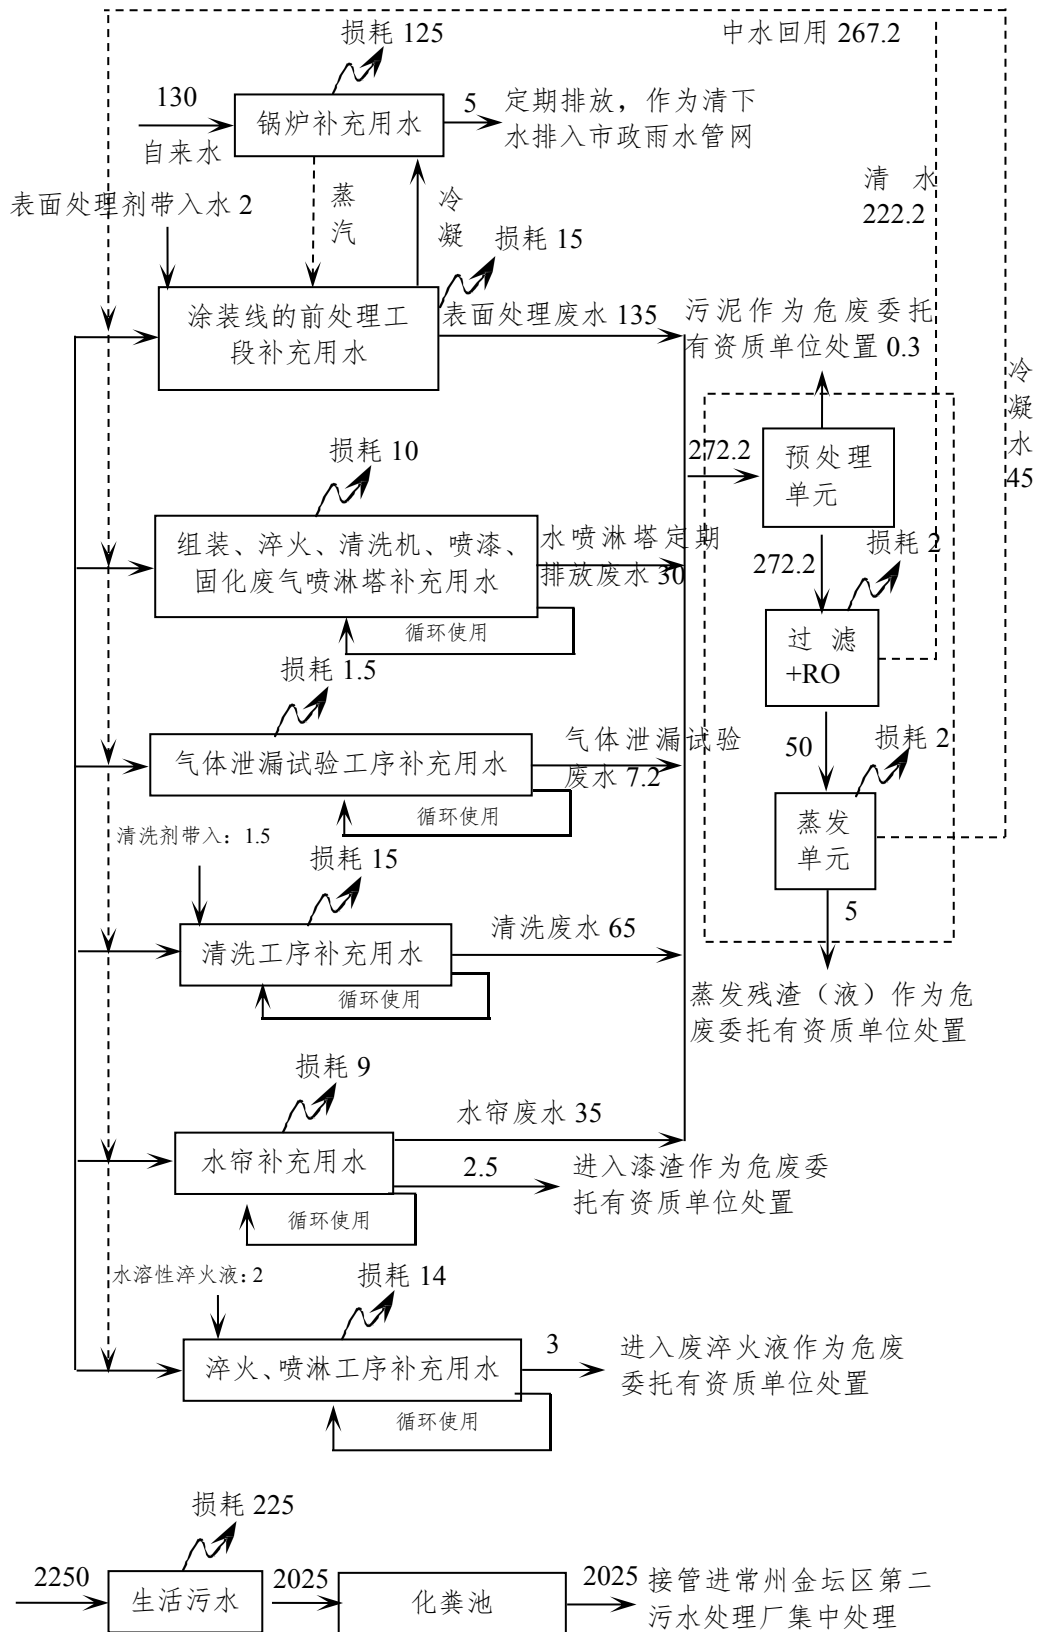 损耗 125
中水回用 267.2
130
自来水
锅炉补充用水
5
定期排放，作为清下
水排入市政雨水管网
表面处理剂带入水 2
蒸汽
冷凝
清 水
222.2
损耗 15
涂装线的前处理工
段补充用水
表面处理废水 135
污泥作为危废委托
有资质单位处置 0.3
冷凝水
45
损耗 10
272.2
预处理
单元
组装、淬火、清洗机、喷漆、
固化废气喷淋塔补充用水
水喷淋塔定期
排放废水 30
循环使用
272.2
损耗 2
过 滤
+RO
损耗 1.5
气体泄漏试验工序补充用水
气体泄漏试验
废水 7.2
循环使用
50
损耗 2
蒸发
单元
清洗剂带入：1.5
损耗 15
5
清洗工序补充用水
清洗废水 65
循环使用
蒸发残渣（液）作为危
废委托有资质单位处置
损耗 9
水帘补充用水
水帘废水 35
2.5
进入漆渣作为危废委
托有资质单位处置
循环使用
水溶性淬火液：2
损耗 14
淬火、喷淋工序补充用水
3
进入废淬火液作为危废
委托有资质单位处置
循环使用
损耗 225
2250
生活污水
2025
化粪池
2025
接管进常州金坛区第二
污水处理厂集中处理